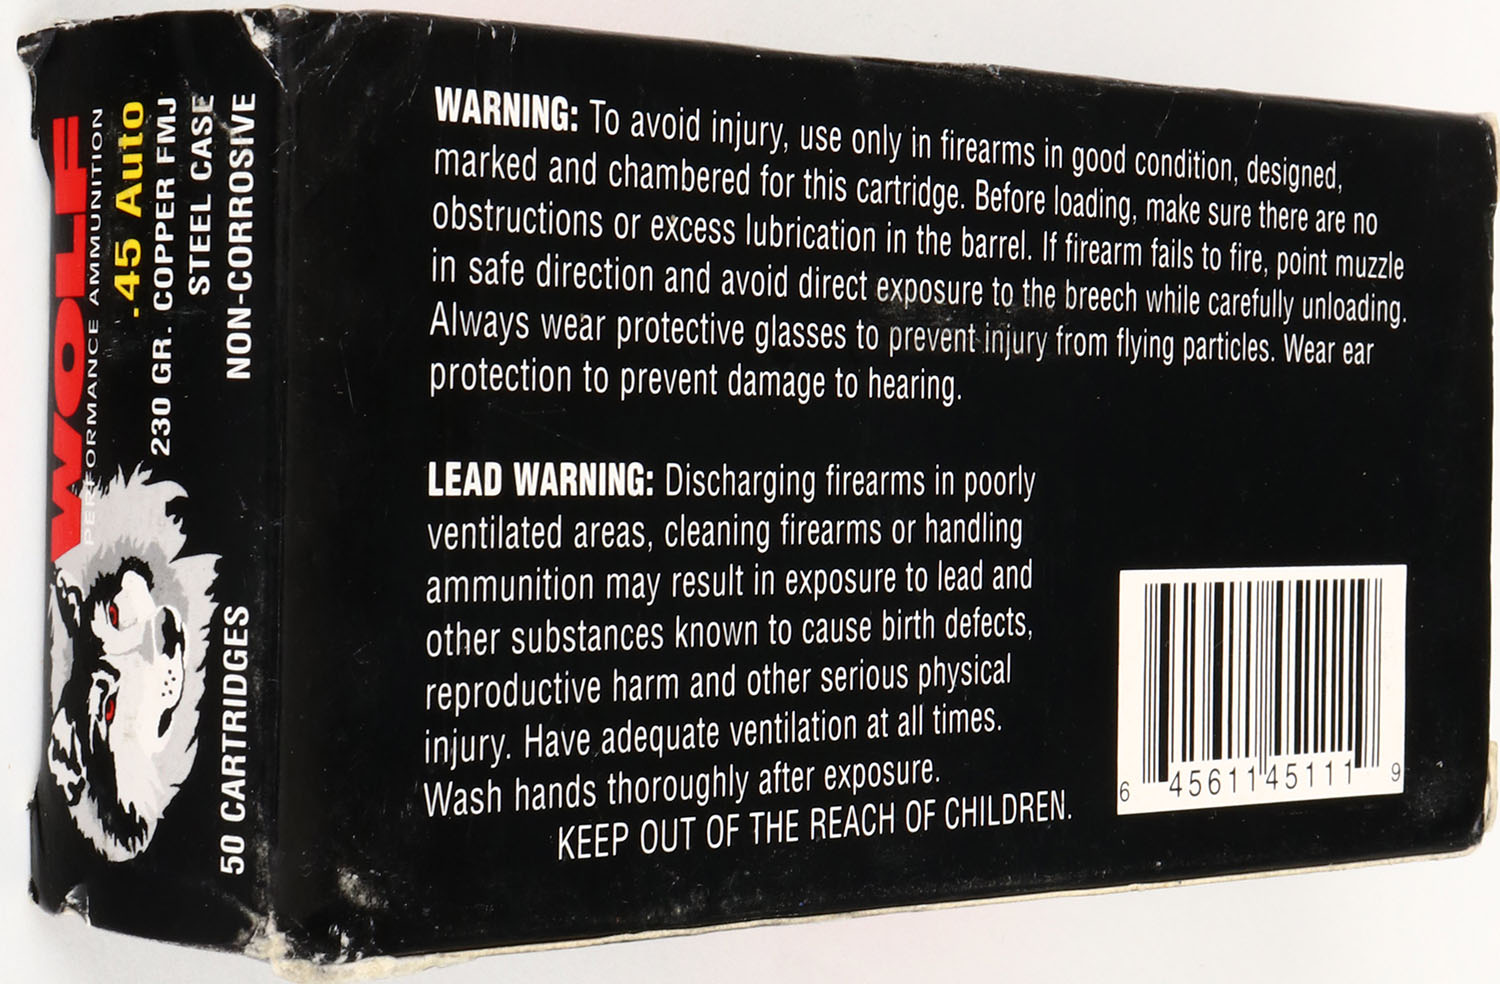 WOLF
PERFORMANCE AMMUNITION
.45 Auto
230 GR. COPPER FMJ
STEEL CASE
NON-CORROSIVE
50 CARTRIDGES
WARNING: To avoid injury, use only in firearms in good condition, designed,
marked and chambered for this cartridge. Before loading, make sure there are no
obstructions or excess lubrication in the barrel. If firearm fails to fire, point muzzle
in safe direction and avoid direct exposure to the breech while carefully unloading.
Always wear protective glasses to prevent injury from flying particles. Wear ear
protection to prevent damage to hearing.
LEAD WARNING: Discharging firearms in poorly
ventilated areas, cleaning firearms or handling
ammunition may result in exposure to lead and
other substances known to cause birth defects,
reproductive harm and other serious physical
injury. Have adequate ventilation at all times.
Wash hands thoroughly after exposure.
KEEP OUT OF THE REACH OF CHILDREN.
6 45611 45111 9